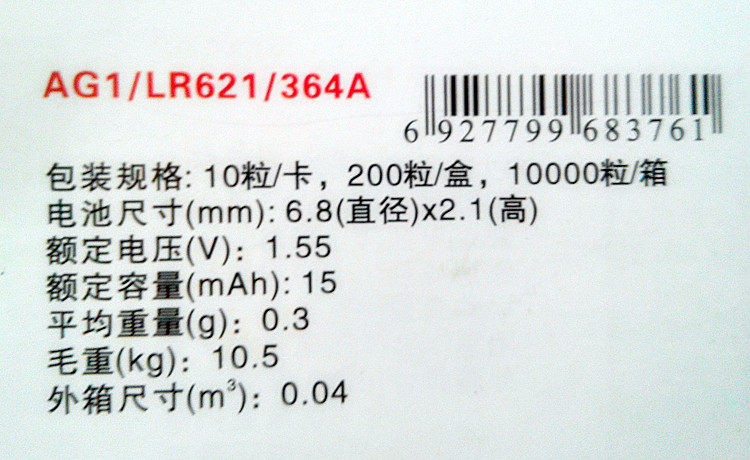 AG1/LR621/364A
6 927799 683761
包装规格: 10粒/卡，200粒/盒，10000粒/箱
电池尺寸(mm): 6.8(直径)x2.1(高)
额定电压(V): 1.55
额定容量(mAh): 15
平均重量(g): 0.3
毛重(kg): 10.5
外箱尺寸(m³): 0.04